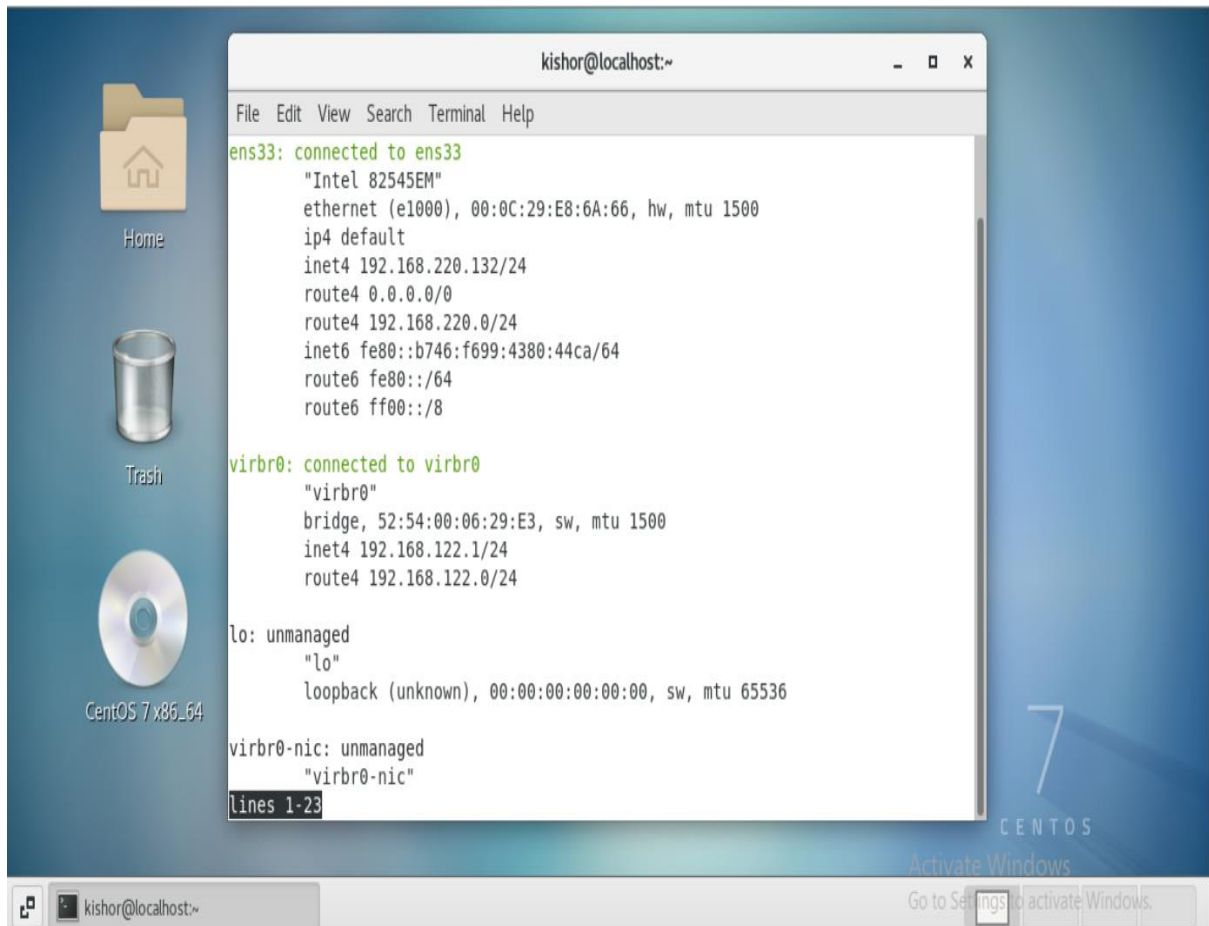 kishor@localhost:~
File Edit View Search Terminal Help
ens33: connected to ens33
"Intel 82545EM"
ethernet (e1000), 00:0C:29:E8:6A:66, hw, mtu 1500
ip4 default
inet4 192.168.220.132/24
route4 0.0.0.0/0
route4 192.168.220.0/24
inet6 fe80::b746:f699:4380:44ca/64
route6 fe80::/64
route6 ff00::/8
virbr0: connected to virbr0
"virbr0"
bridge, 52:54:00:06:29:E3, sw, mtu 1500
inet4 192.168.122.1/24
route4 192.168.122.0/24
lo: unmanaged
"lo"
loopback (unknown), 00:00:00:00:00:00, sw, mtu 65536
virbr0-nic: unmanaged
"virbr0-nic"
lines 1-23
Home
Trash
CentOS 7 x86_64
7
CENTOS
Activate Windows
Go to Settings to activate Windows.
kishor@localhost:~